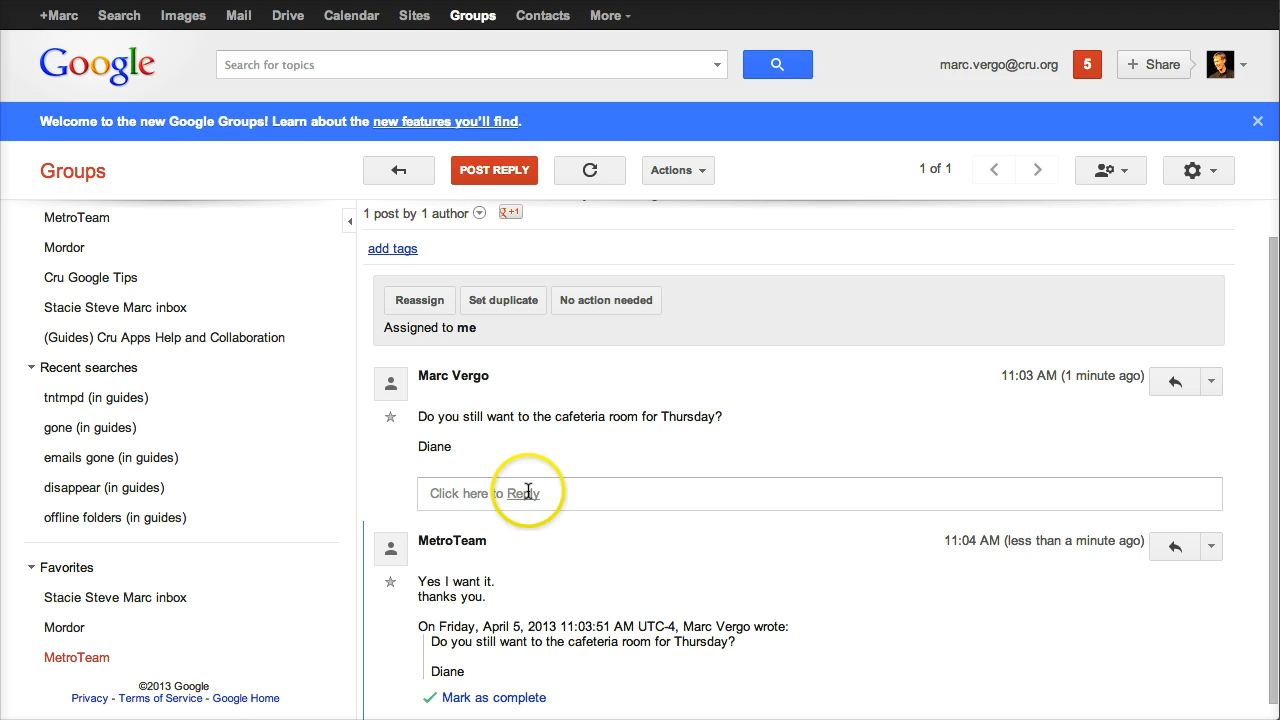 +Marc Search Images Mail Drive Calendar Sites Groups Contacts More
Google
Search for topics
marc.vergo@cru.org 5 + Share
Welcome to the new Google Groups! Learn about the new features you'll find.
Groups
POST REPLY
Actions
1 of 1
MetroTeam
Mordor
Cru Google Tips
Stacie Steve Marc inbox
(Guides) Cru Apps Help and Collaboration
Recent searches
tntmpd (in guides)
gone (in guides)
emails gone (in guides)
disappear (in guides)
offline folders (in guides)
Favorites
Stacie Steve Marc inbox
Mordor
MetroTeam
©2013 Google
Privacy - Terms of Service - Google Home
1 post by 1 author
+1
add tags
Reassign Set duplicate No action needed
Assigned to me
Marc Vergo 11:03 AM (1 minute ago)
Do you still want to the cafeteria room for Thursday?
Diane
Click here to Reply
MetroTeam 11:04 AM (less than a minute ago)
Yes I want it.
thanks you.
On Friday, April 5, 2013 11:03:51 AM UTC-4, Marc Vergo wrote:
Do you still want to the cafeteria room for Thursday?
Diane
Mark as complete